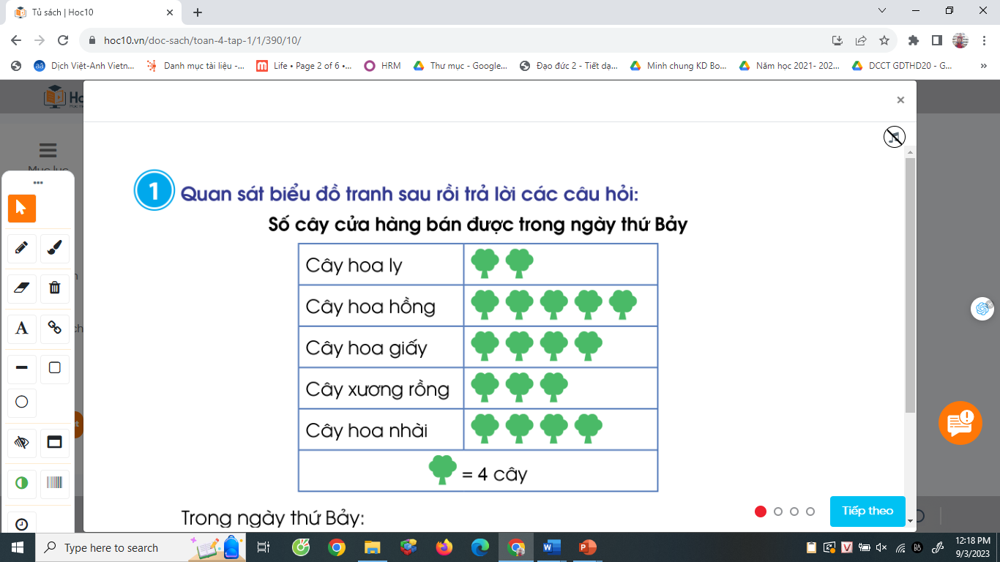 Tủ sách | Hoc10
hoc10.vn/doc-sach/toan-4-tap-1/1/390/10/
Dịch Việt-Anh Vietn...
Danh mục tài liệu -...
Life • Page 2 of 6 •...
HRM
Thư mục - Google...
Đạo đức 2 - Tiết dạ...
Minh chung KD Bo...
Năm học 2021- 202...
DCCT GDTHD20 - G...
1 Quan sát biểu đồ tranh sau rồi trả lời các câu hỏi:
Số cây cửa hàng bán được trong ngày thứ Bảy
Cây hoa ly
Cây hoa hồng
Cây hoa giấy
Cây xương rồng
Cây hoa nhài
= 4 cây
Trong ngày thứ Bảy:
Tiếp theo
Type here to search
12:18 PM
9/3/2023